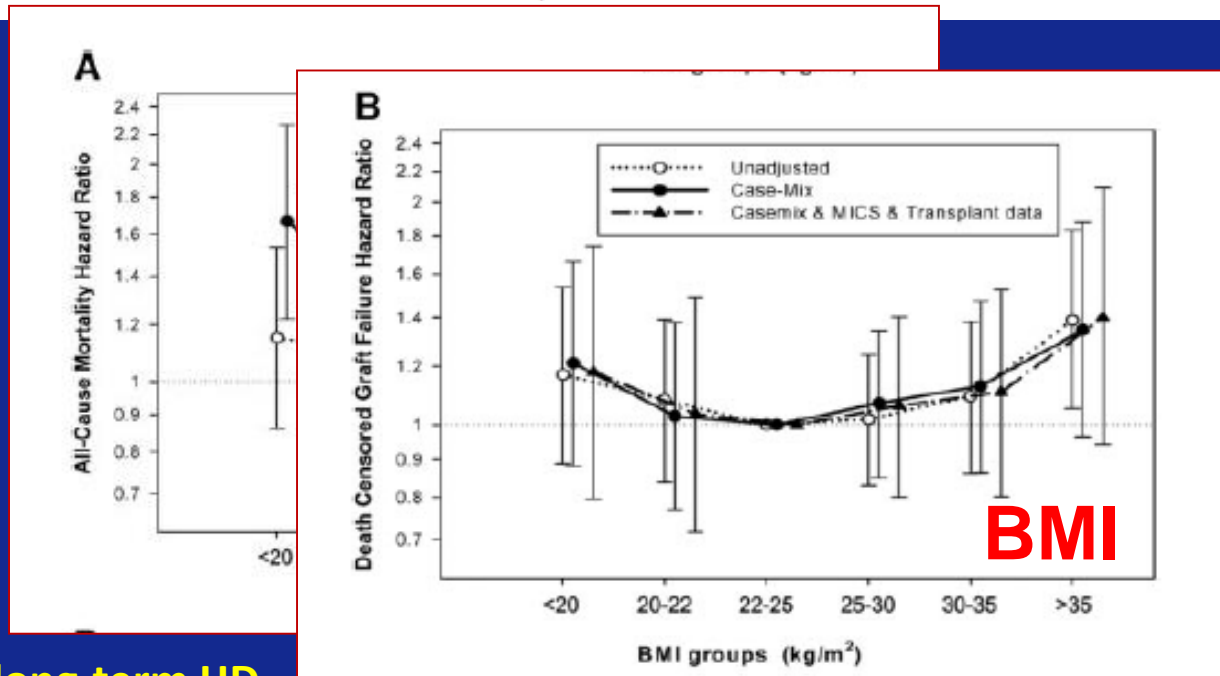 A
All-Cause Mortality Hazard Ratio
2.4
2.2
2
1.8
1.6
1.4
1.2
1
0.9
0.8
0.7
<20
B
Death Censored Graft Failure Hazard Ratio
2.4
2.2
2
1.8
1.6
1.4
1.2
1
0.9
0.8
0.7
Unadjusted
Case-Mix
Casemix & MICS & Transplant data
BMI
<20 20-22 22-25 25-30 30-35 >35
BMI groups (kg/m²)
long term HD